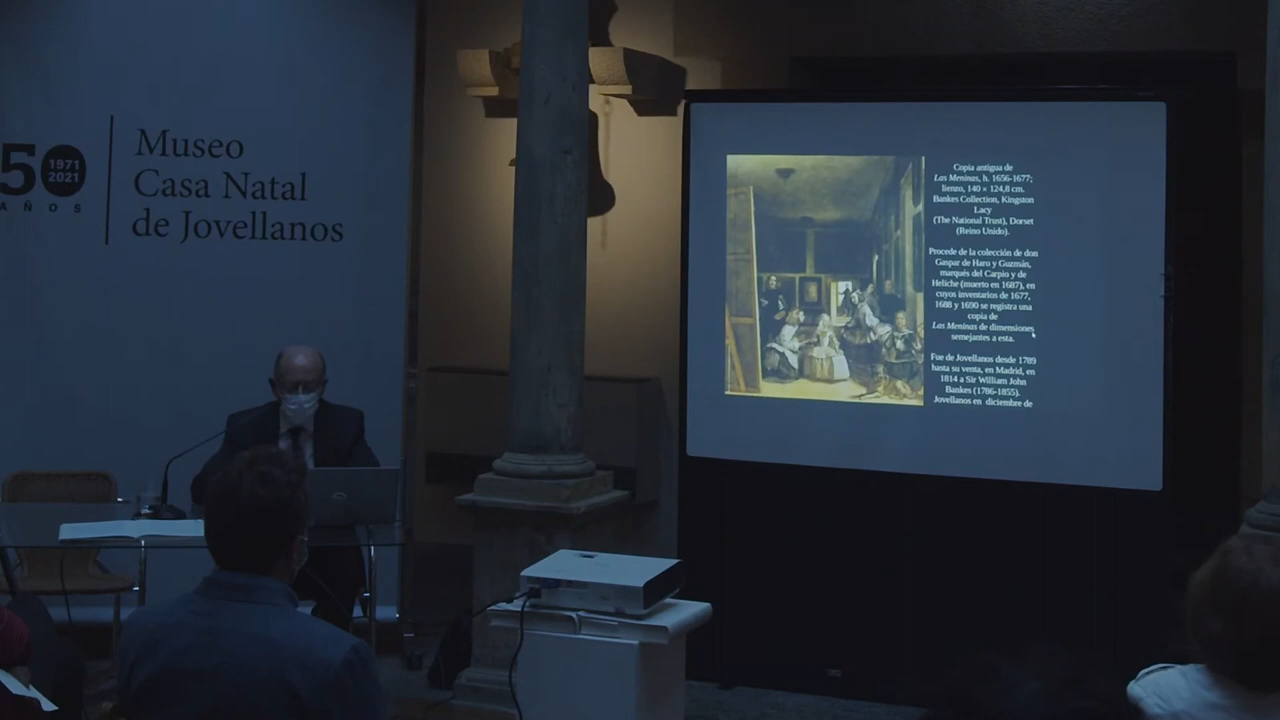 50
1971
2021
AÑOS
Museo
Casa Natal
de Jovellanos
Copia antigua de
Las Meninas, h. 1656-1677;
lienzo, 140 × 124,8 cm.
Bankes Collection, Kingston
Lacy
(The National Trust), Dorset
(Reino Unido).
Procede de la colección de don
Gaspar de Haro y Guzmán,
marqués del Carpio y de
Heliche (muerto en 1687), en
cuyos inventarios de 1677,
1688 y 1690 se registra una
copia de
Las Meninas de dimensiones
semejantes a esta.
Fue de Jovellanos desde 1789
hasta su venta, en Madrid, en
1814 a Sir William John
Bankes (1786-1855).
Jovellanos en diciembre de